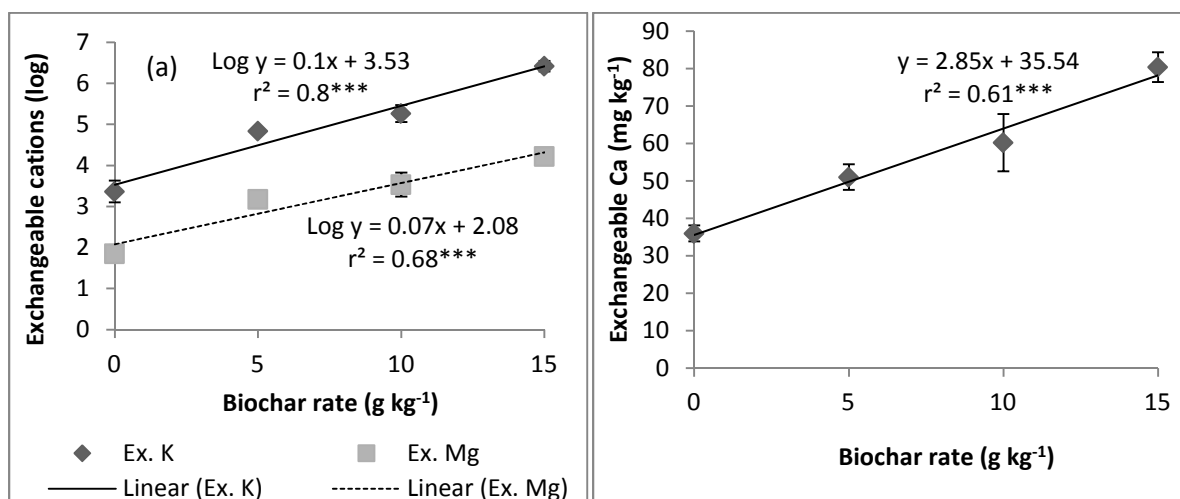 Exchangeable cations (log)
7
6
5
4
3
2
1
0
(a)
Log y = 0.1x + 3.53
r² = 0.8***
Log y = 0.07x + 2.08
r² = 0.68***
0 5 10 15
Biochar rate (g kg⁻¹)
Ex. K Ex. Mg
Linear (Ex. K) Linear (Ex. Mg)
Exchangeable Ca (mg kg⁻¹)
90
80
70
60
50
40
30
20
10
0
y = 2.85x + 35.54
r² = 0.61***
0 5 10 15
Biochar rate (g kg⁻¹)